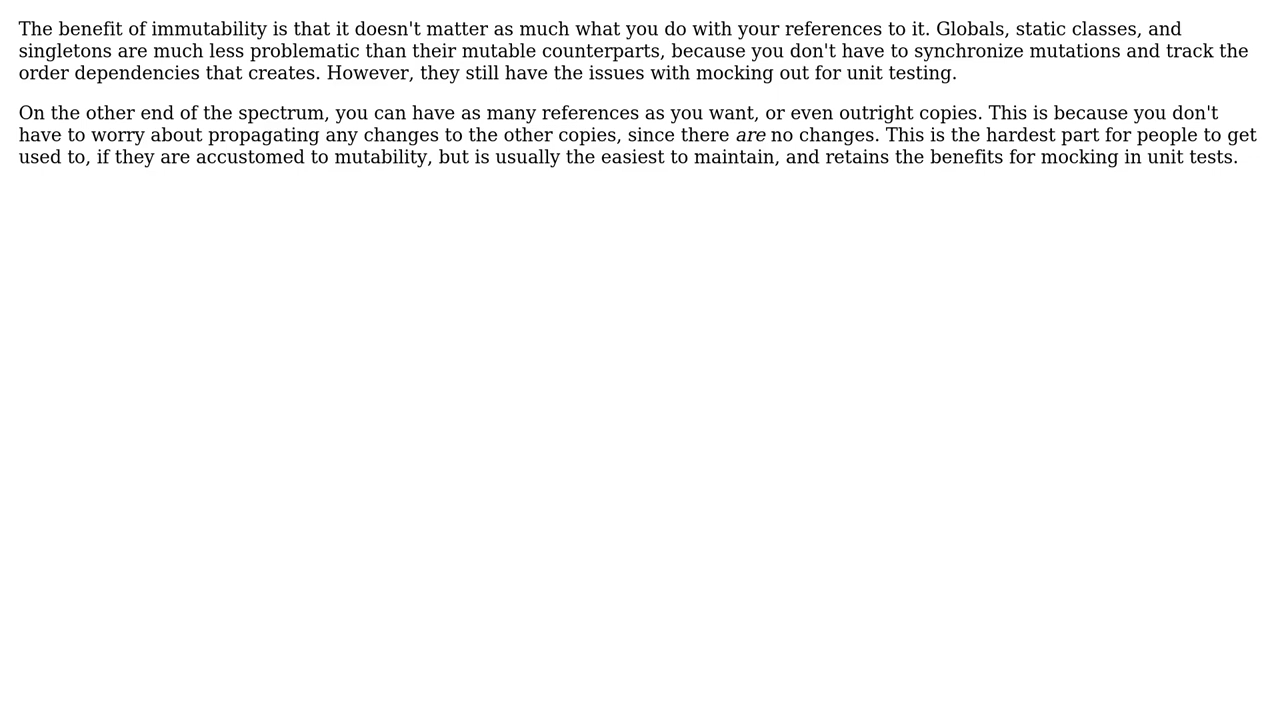 The benefit of immutability is that it doesn't matter as much what you do with your references to it. Globals, static classes, and
singletons are much less problematic than their mutable counterparts, because you don't have to synchronize mutations and track the
order dependencies that creates. However, they still have the issues with mocking out for unit testing.
On the other end of the spectrum, you can have as many references as you want, or even outright copies. This is because you don't
have to worry about propagating any changes to the other copies, since there are no changes. This is the hardest part for people to get
used to, if they are accustomed to mutability, but is usually the easiest to maintain, and retains the benefits for mocking in unit tests.